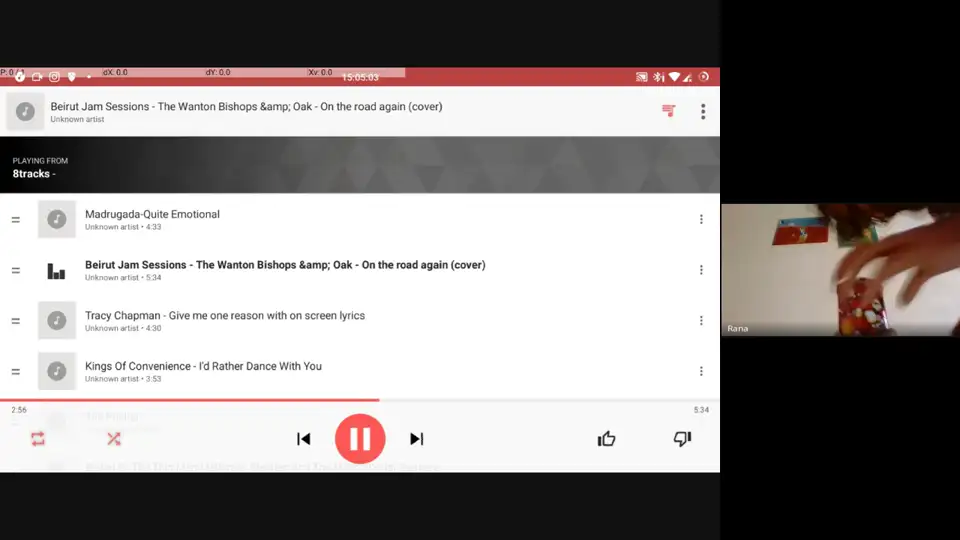 P: 0 / 1 dX: 0.0 dY: 0.0 Xv: 0.0 15:05:03
Beirut Jam Sessions - The Wanton Bishops &amp; Oak - On the road again (cover)
Unknown artist
PLAYING FROM
8tracks -
Madrugada-Quite Emotional
Unknown artist • 4:33
Beirut Jam Sessions - The Wanton Bishops &amp; Oak - On the road again (cover)
Unknown artist • 5:34
Tracy Chapman - Give me one reason with on screen lyrics
Unknown artist • 4:30
Kings Of Convenience - I'd Rather Dance With You
Unknown artist • 3:53
2:56
5:34
Rana